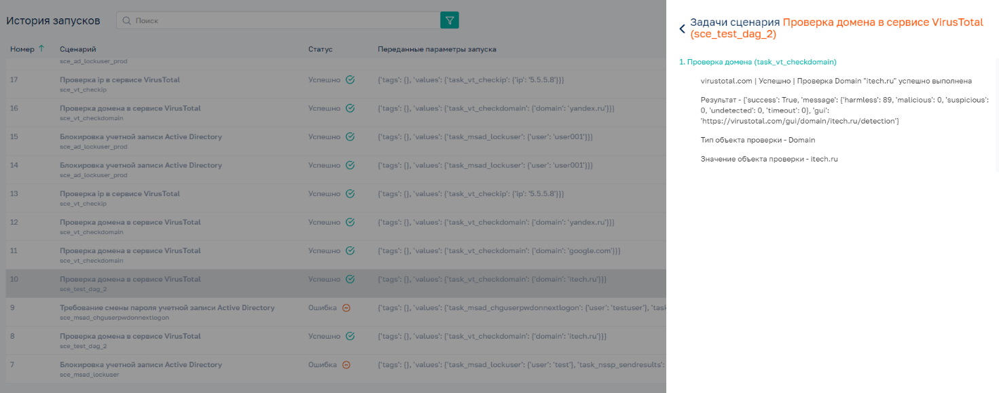 История запусков
Поиск
Номер Сценарий Статус Переданные параметры запуска
sce_ad_lockuser_prod
17 Проверка ip в сервисе VirusTotal Успешно {'tags': {}, 'values': {'task_vt_checkip': {'ip': '5.5.5.8'}}}
sce_vt_checkip
16 Проверка домена в сервисе VirusTotal Успешно {'tags': {}, 'values': {'task_vt_checkdomain': {'domain': 'yandex.ru'}}}
sce_vt_checkdomain
15 Блокировка учетной записи Active Directory Успешно {'tags': {}, 'values': {'task_msad_lockuser': {'user': 'user001'}}}
sce_ad_lockuser_prod
14 Блокировка учетной записи Active Directory Успешно {'tags': {}, 'values': {'task_msad_lockuser': {'user': 'user001'}}}
sce_ad_lockuser_prod
13 Проверка ip в сервисе VirusTotal Успешно {'tags': {}, 'values': {'task_vt_checkip': {'ip': '5.5.5.8'}}}
sce_vt_checkip
12 Проверка домена в сервисе VirusTotal Успешно {'tags': {}, 'values': {'task_vt_checkdomain': {'domain': 'yandex.ru'}}}
sce_vt_checkdomain
11 Проверка домена в сервисе VirusTotal Успешно {'tags': {}, 'values': {'task_vt_checkdomain': {'domain': 'google.com'}}}
sce_vt_checkdomain
10 Проверка домена в сервисе VirusTotal Успешно {'tags': {}, 'values': {'task_vt_checkdomain': {'domain': 'itech.ru'}}}
sce_test_dag_2
9 Требование смены пароля учетной записи Active Directory Ошибка {'tags': {}, 'values': {'task_msad_chguserpwdonnextlogon': {'user': 'testuser'}, 'task
sce_msad_chguserpwdonnextlogon
8 Проверка домена в сервисе VirusTotal Успешно {'tags': {}, 'values': {'task_vt_checkdomain': {'domain': 'itech.ru'}}}
sce_test_dag_2
7 Блокировка учетной записи Active Directory Ошибка {'tags': {}, 'values': {'task_msad_lockuser': {'user': 'test'}, 'task_nssp_sendresults':
sce_msad_lockuser
Задачи сценария Проверка домена в сервисе VirusTotal
(sce_test_dag_2)
1. Проверка домена (task_vt_checkdomain)
virustotal.com | Успешно | Проверка Domain "itech.ru" успешно выполнена
Результат - {'success': True, 'message': {'harmless': 89, 'malicious': 0, 'suspicious':
0, 'undetected': 0, 'timeout': 0}, 'gui':
'https://virustotal.com/gui/domain/itech.ru/detection'}
Тип объекта проверки - Domain
Значение объекта проверки - itech.ru